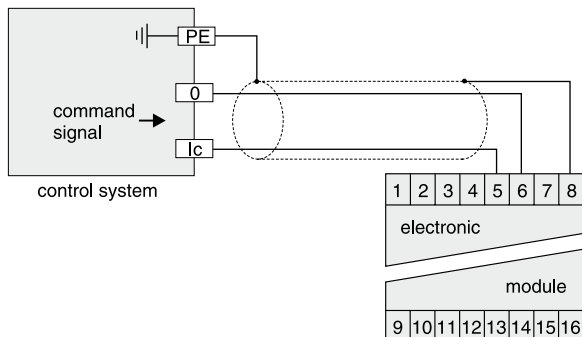 PE
0
command
signal
Ic
control system
1 2 3 4 5 6 7 8
electronic
module
9 10 11 12 13 14 15 16